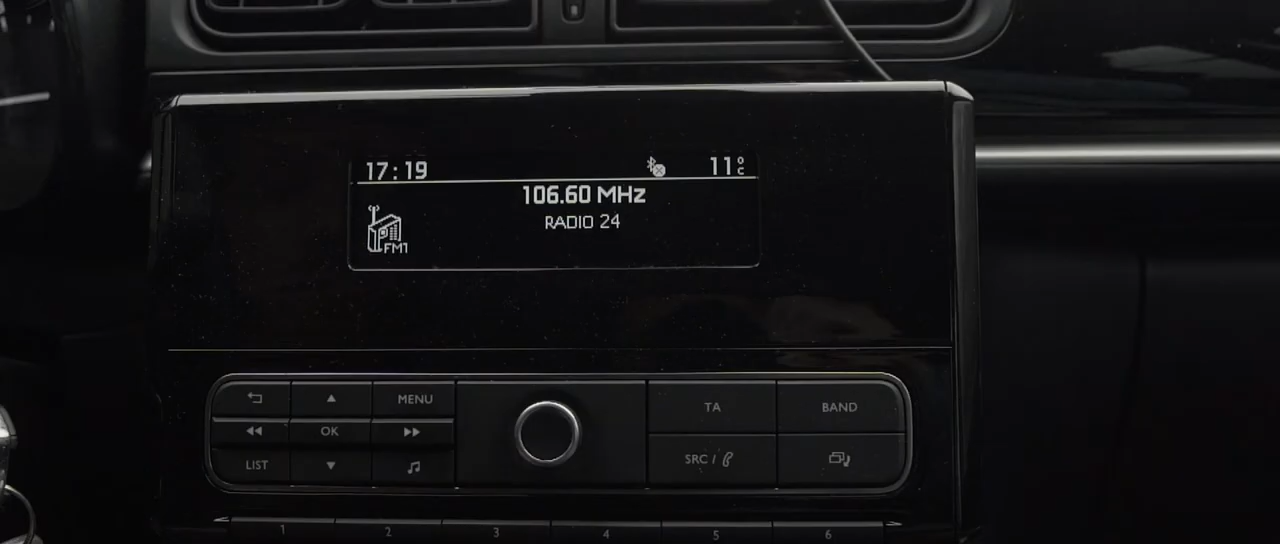 17:19 11°C
106.60 MHz
RADIO 24
FM1
MENU
TA BAND
OK
LIST SRC /
1 2 3 4 5 6